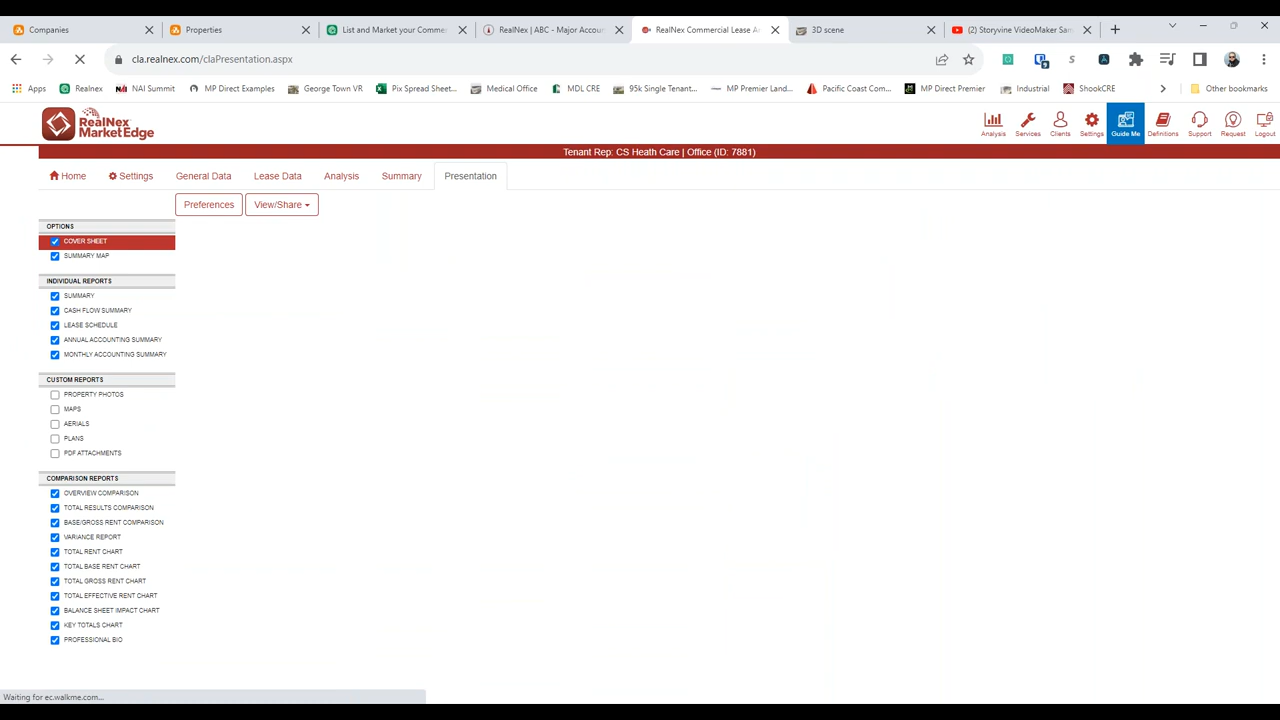 Companies
Properties
List and Market your Comme
RealNex | ABC - Major Accoun
RealNex Commercial Lease An
3D scene
(2) Storyvine VideoMaker Sam
cla.realnex.com/claPresentation.aspx
Apps
Realnex
NAI Summit
MP Direct Examples
George Town VR
Pix Spread Sheet...
Medical Office
MDL CRE
95k Single Tenant...
MP Premier Land...
Pacific Coast Com...
MP Direct Premier
Industrial
ShookCRE
Other bookmarks
RealNex
MarketEdge
Analysis
Services
Clients
Settings
Guide Me
Definitions
Support
Request
Logout
Tenant Rep: CS Heath Care | Office (ID: 7881)
Home
Settings
General Data
Lease Data
Analysis
Summary
Presentation
Preferences
View/Share
OPTIONS
COVER SHEET
SUMMARY MAP
INDIVIDUAL REPORTS
SUMMARY
CASH FLOW SUMMARY
LEASE SCHEDULE
ANNUAL ACCOUNTING SUMMARY
MONTHLY ACCOUNTING SUMMARY
CUSTOM REPORTS
PROPERTY PHOTOS
MAPS
AERIALS
PLANS
PDF ATTACHMENTS
COMPARISON REPORTS
OVERVIEW COMPARISON
TOTAL RESULTS COMPARISON
BASE/GROSS RENT COMPARISON
VARIANCE REPORT
TOTAL RENT CHART
TOTAL BASE RENT CHART
TOTAL GROSS RENT CHART
TOTAL EFFECTIVE RENT CHART
BALANCE SHEET IMPACT CHART
KEY TOTALS CHART
PROFESSIONAL BIO
Waiting for ec.walkme.com...